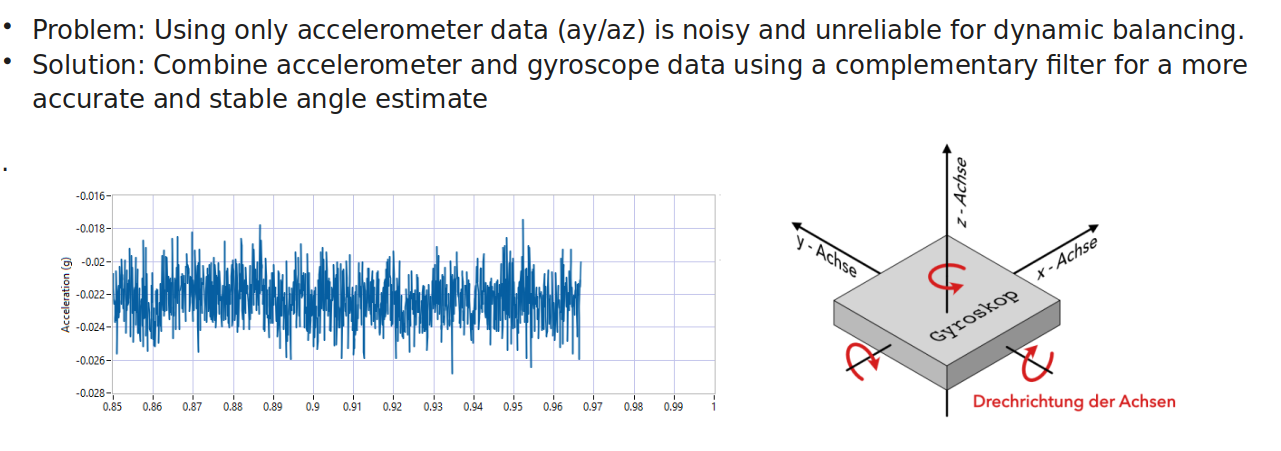 • Problem: Using only accelerometer data (ay/az) is noisy and unreliable for dynamic balancing.
• Solution: Combine accelerometer and gyroscope data using a complementary filter for a more
accurate and stable angle estimate
.
-0.016
-0.018
-0.02
-0.022
-0.024
-0.026
-0.028
Acceleration (g)
0.85 0.86 0.87 0.88 0.89 0.9 0.91 0.92 0.93 0.94 0.95 0.96 0.97 0.98 0.99 1
z - Achse
y - Achse
x - Achse
Gyroskop
Drechrichtung der Achsen